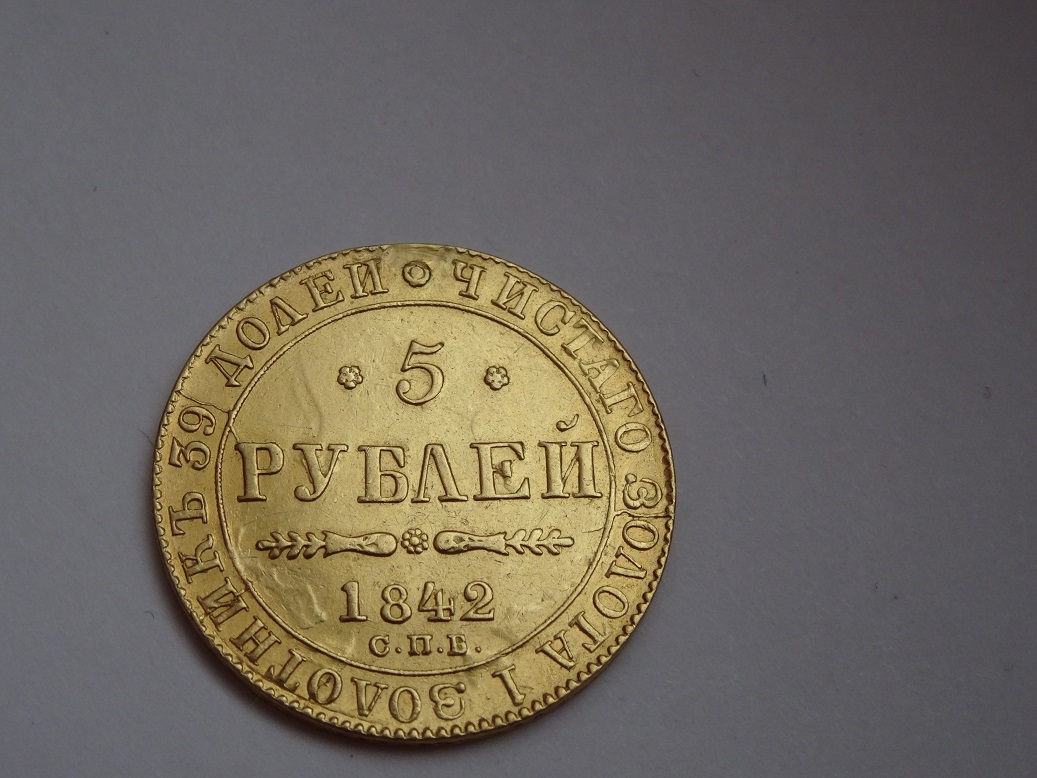 5
РУБЛЕЙ
1842
С.П.Б.
ЧИСТАГО ЗОЛОТА 1 ЗОЛОТНИКЪ 39 ДОЛЕЙ